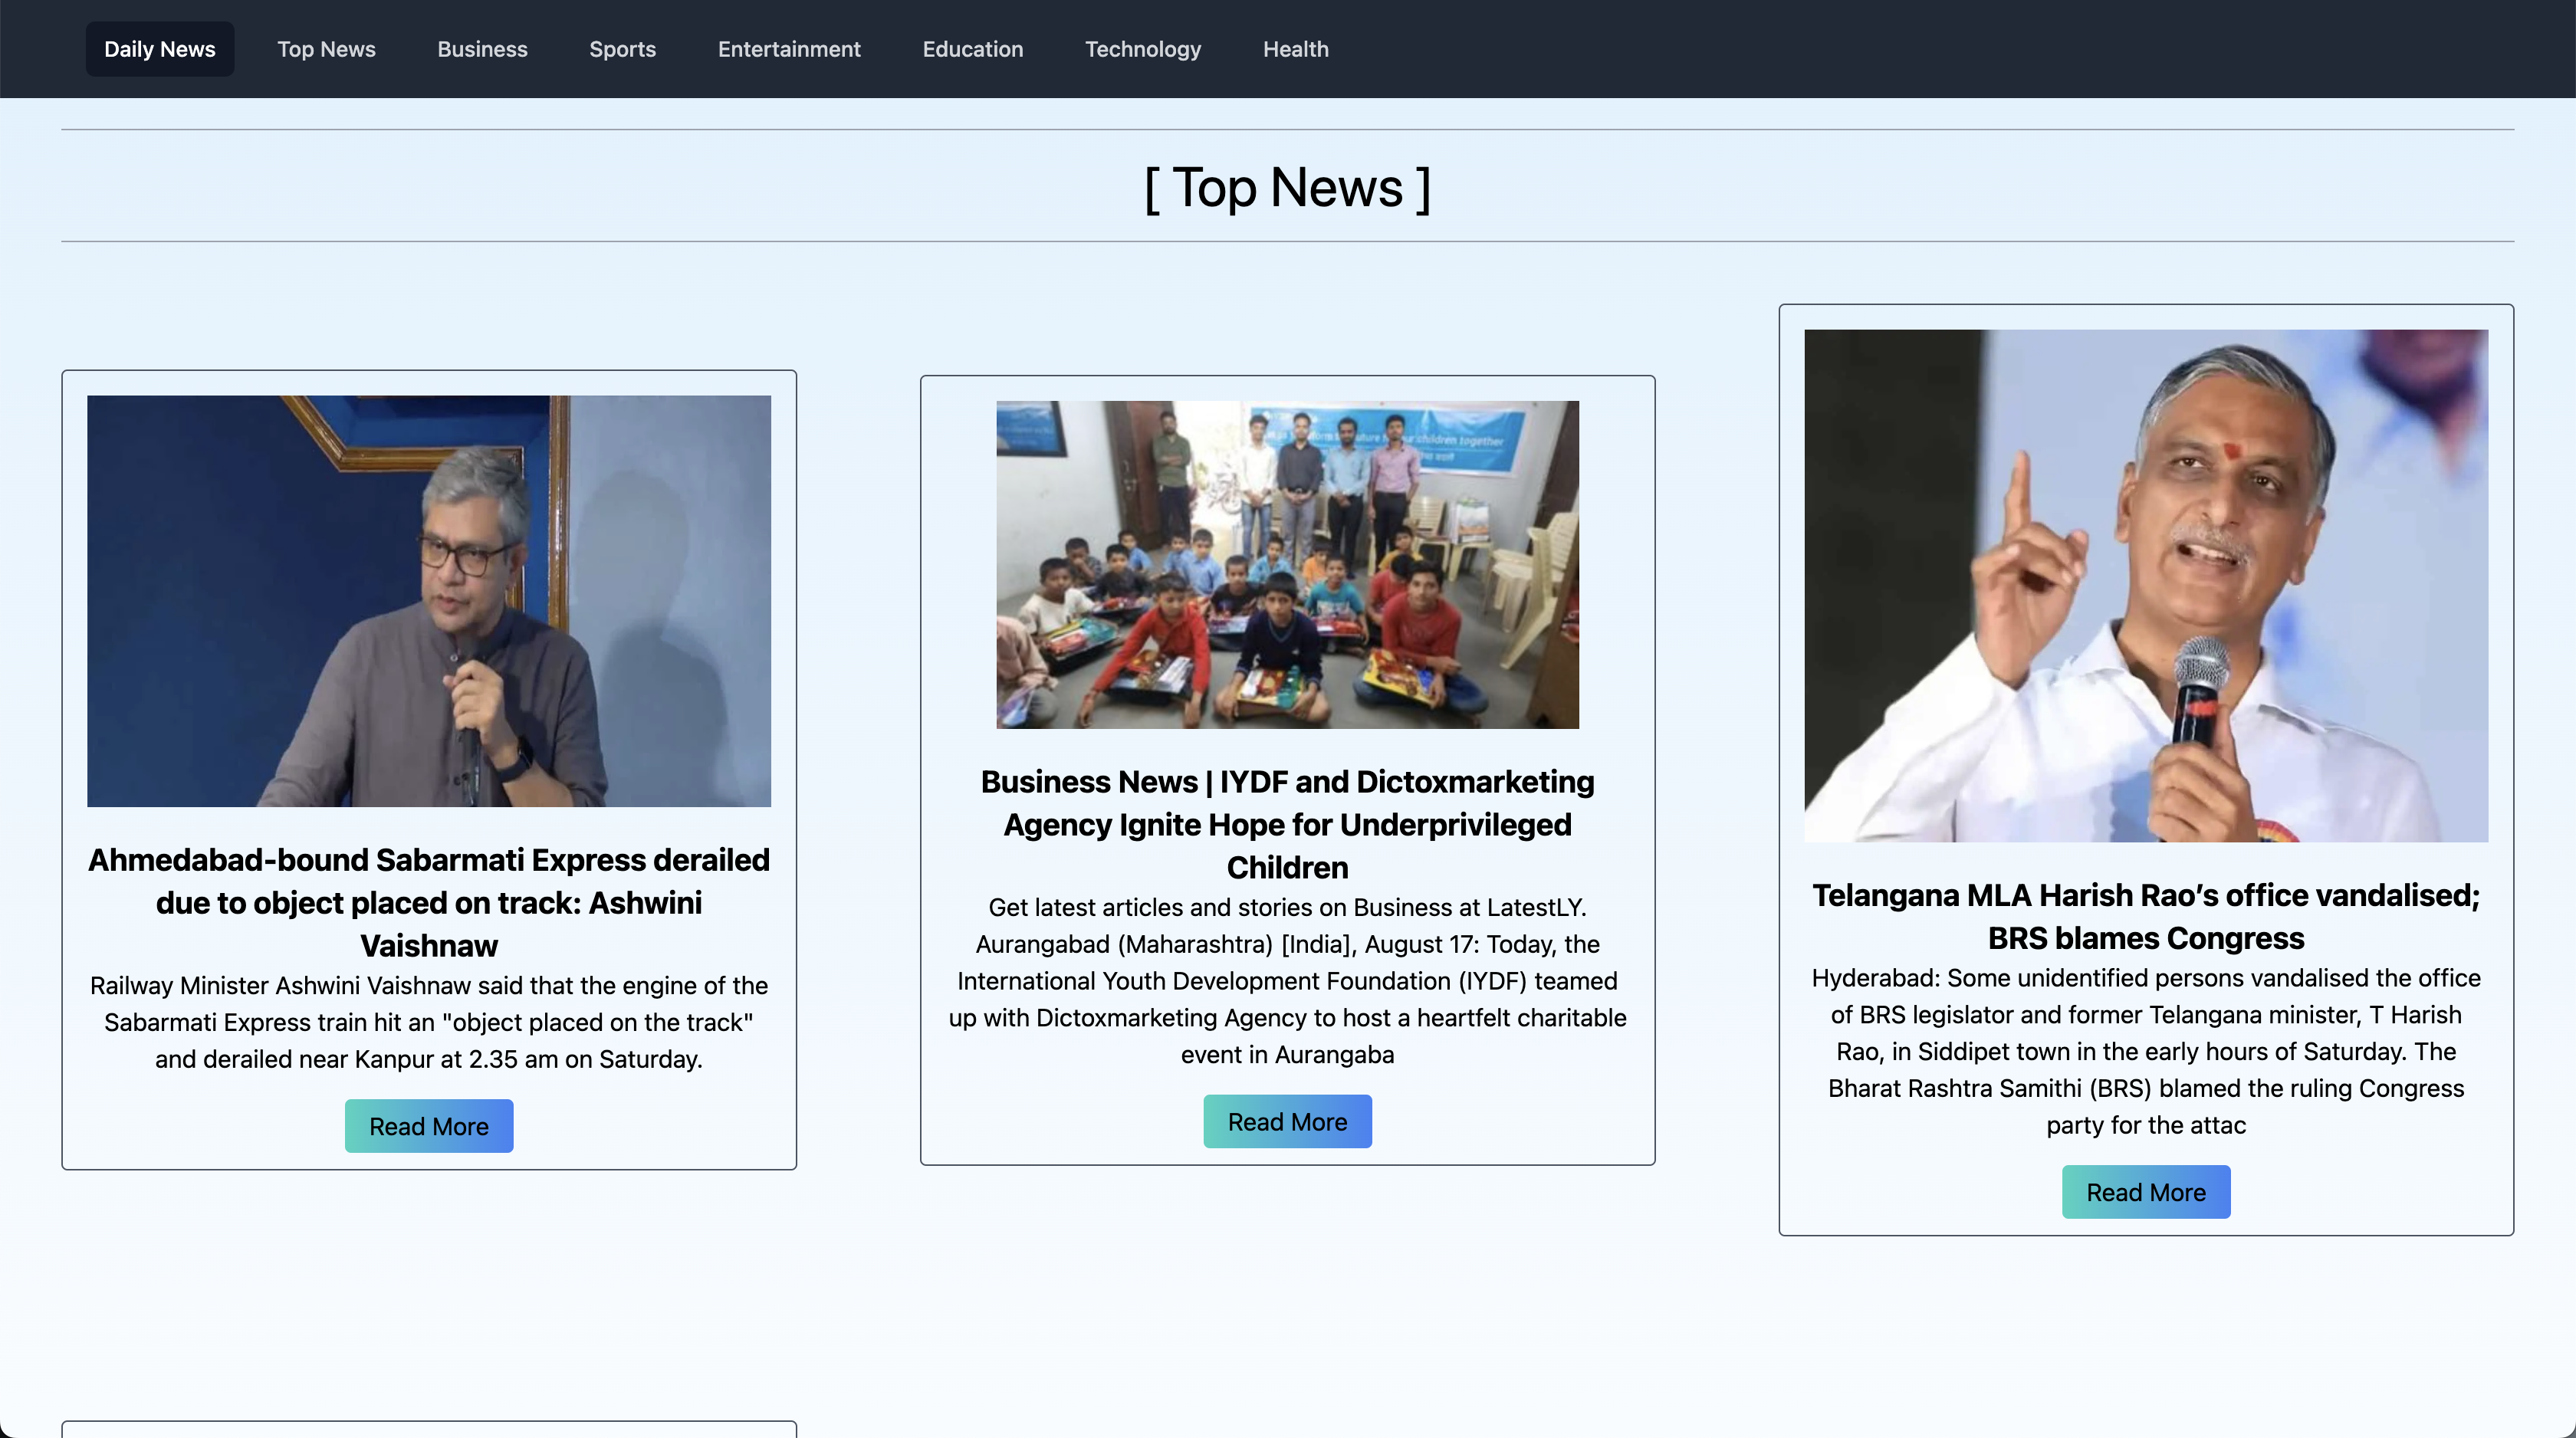 Daily News
Top News
Business
Sports
Entertainment
Education
Technology
Health
[ Top News ]
Ahmedabad-bound Sabarmati Express derailed
due to object placed on track: Ashwini
Vaishnaw
Railway Minister Ashwini Vaishnaw said that the engine of the
Sabarmati Express train hit an "object placed on the track"
and derailed near Kanpur at 2.35 am on Saturday.
Read More
children together
Business News | IYDF and Dictoxmarketing
Agency Ignite Hope for Underprivileged
Children
Get latest articles and stories on Business at LatestLY.
Aurangabad (Maharashtra) [India], August 17: Today, the
International Youth Development Foundation (IYDF) teamed
up with Dictoxmarketing Agency to host a heartfelt charitable
event in Aurangaba
Read More
Telangana MLA Harish Rao’s office vandalised;
BRS blames Congress
Hyderabad: Some unidentified persons vandalised the office
of BRS legislator and former Telangana minister, T Harish
Rao, in Siddipet town in the early hours of Saturday. The
Bharat Rashtra Samithi (BRS) blamed the ruling Congress
party for the attac
Read More